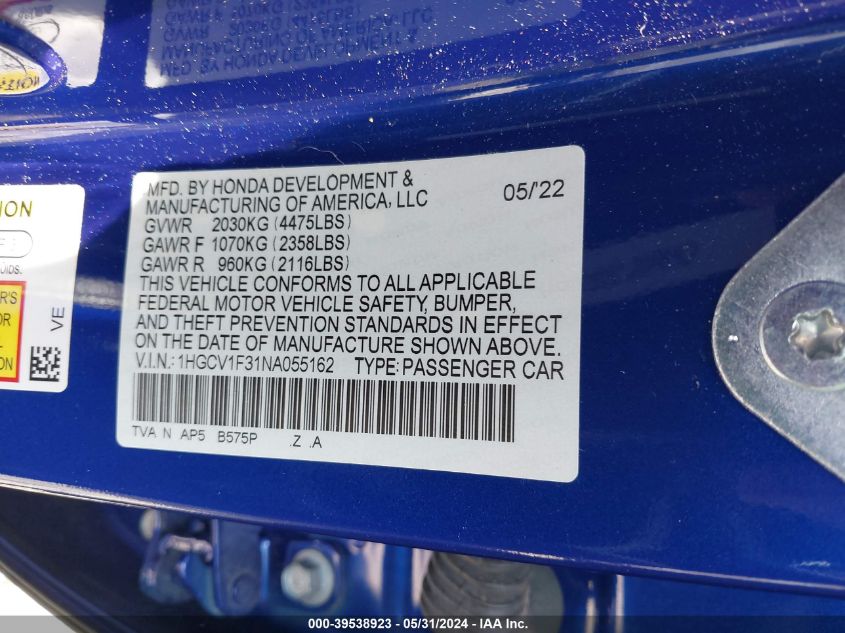 MFD. BY HONDA DEVELOPMENT &
MANUFACTURING OF AMERICA, LLC 05/22
GVWR 2030KG (4475LBS)
GAWR F 1070KG (2358LBS)
GAWR R 960KG (2116LBS)
THIS VEHICLE CONFORMS TO ALL APPLICABLE
FEDERAL MOTOR VEHICLE SAFETY, BUMPER,
AND THEFT PREVENTION STANDARDS IN EFFECT
ON THE DATE OF MANUFACTURE SHOWN ABOVE.
V.I.N.: 1HGCV1F31NA055162 TYPE: PASSENGER CAR
TVA N AP5 B575P .Z .A
VE
000-39538923 - 05/31/2024 - IAA Inc.